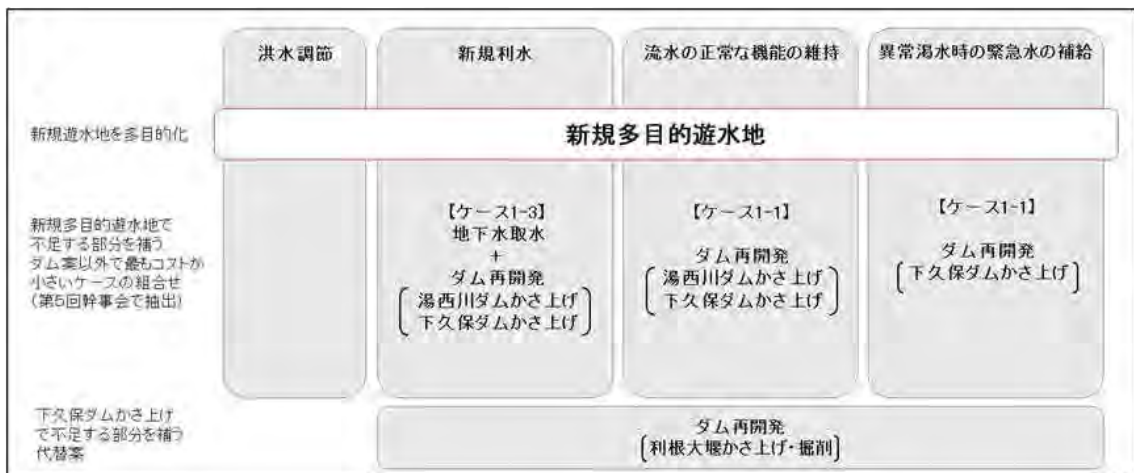 洪水調節
新規利水
流水の正常な機能の維持
異常渇水時の緊急水の補給
新規遊水地を多目的化
新規多目的遊水地
新規多目的遊水地で
不足する部分を補う
ダム案以外で最もコストが
小さいケースの組合せ
(第5回幹事会で抽出)
【ケース1-3】
地下水取水
+
ダム再開発
湯西川ダムかさ上げ
下久保ダムかさ上げ
【ケース1-1】
ダム再開発
湯西川ダムかさ上げ
下久保ダムかさ上げ
【ケース1-1】
ダム再開発
[下久保ダムかさ上げ]
下久保ダムかさ上げ
で不足する部分を補う
代替案
ダム再開発
[利根大堰かさ上げ・掘削]